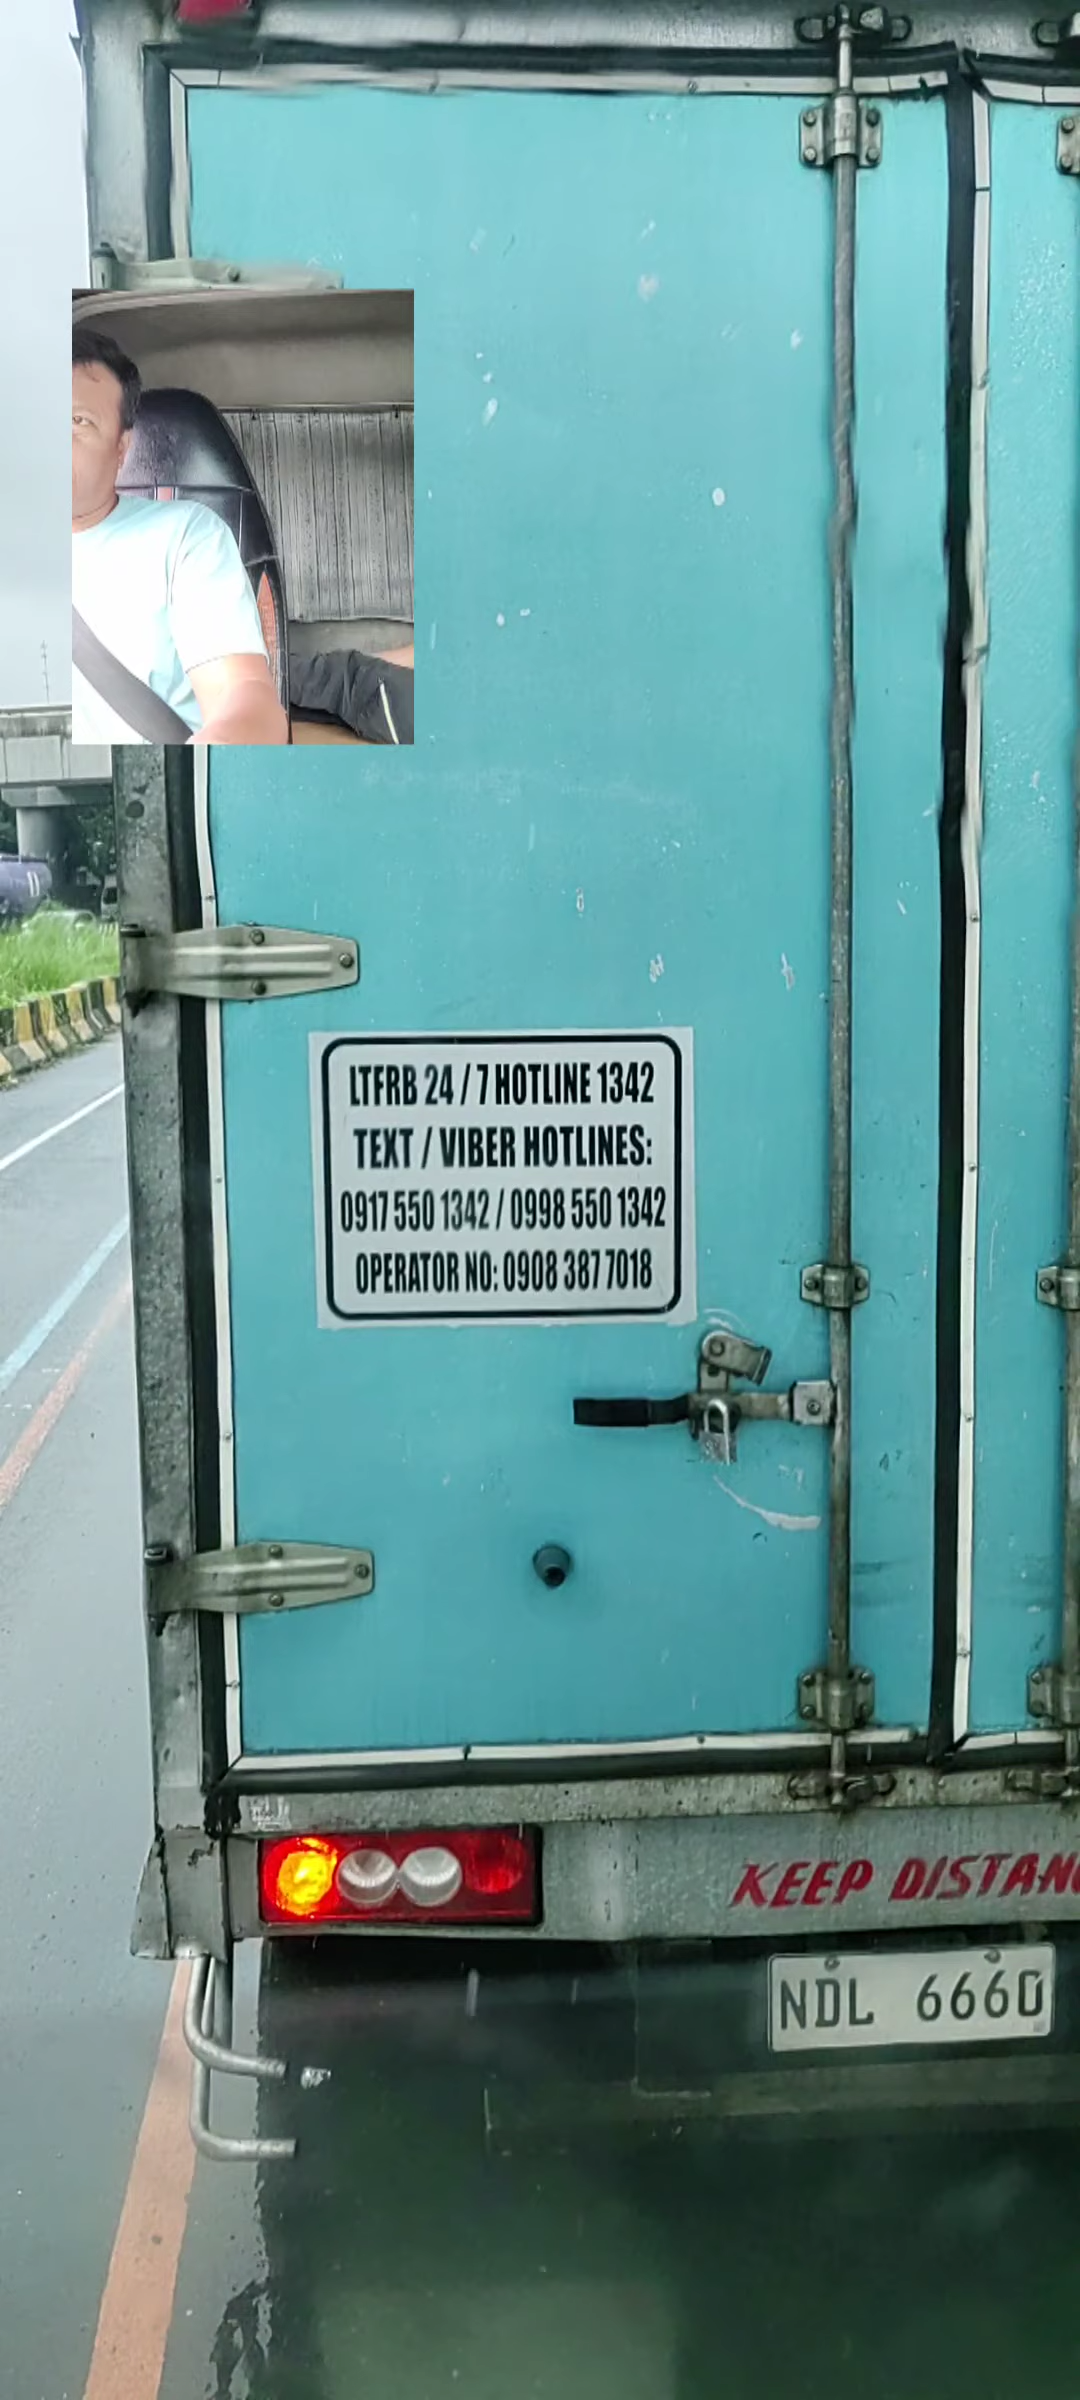 LTFRB 24 / 7 HOTLINE 1342
TEXT / VIBER HOTLINES:
0917 550 1342 / 0998 550 1342
OPERATOR NO: 0908 387 7018
KEEP DISTANC
NDL 6660